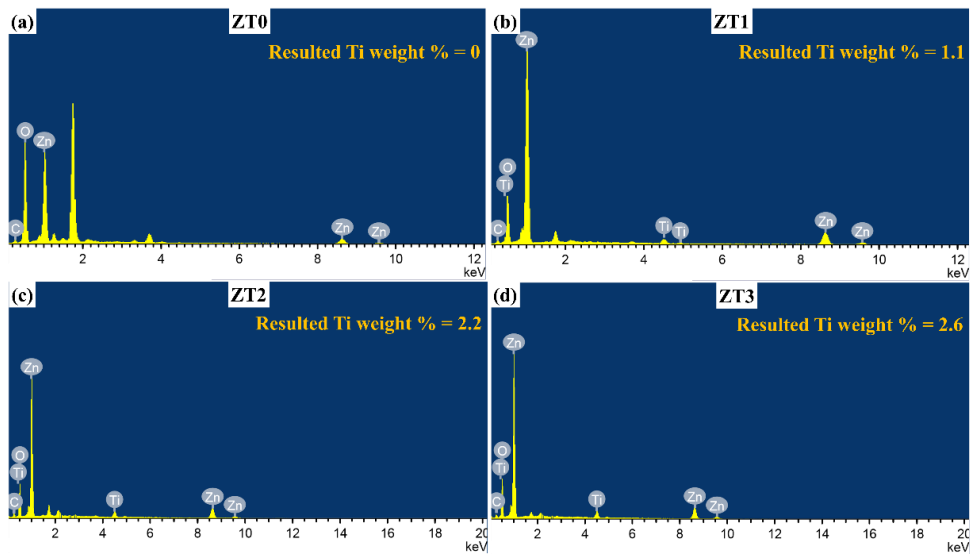 (a) ZT0
Resulted Ti weight % = 0
O
Zn
C
Zn
Zn
2 4 6 8 10 12
keV
(b) ZT1
Resulted Ti weight % = 1.1
Zn
O
Ti
C
Ti
Ti
Zn
Zn
2 4 6 8 10 12
keV
(c) ZT2
Resulted Ti weight % = 2.2
Zn
O
Ti
C
Ti
Zn
Zn
2 4 6 8 10 12 14 16 18 20
keV
(d) ZT3
Resulted Ti weight % = 2.6
Zn
O
Ti
C
Ti
Zn
Zn
2 4 6 8 10 12 14 16 18 20
keV